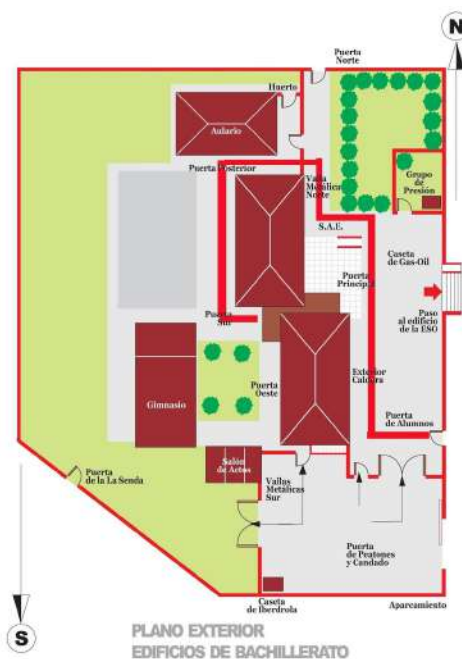 N
Puerta
Norte
Huerto
Aulario
Puerta Posterior
Valla
Metálica
Norte
Grupo
de
Presión
S.A.E.
Caseta
de Gas-Oil
Puerta
Principal
Puerta
Sur
Paso
al edificio
de la ESO
Puerta
Oeste
Exterior
Caldera
Gimnasio
Puerta
de Alumnos
Salón
de Actos
Puerta
de la La Senda
Vallas
Metálicas
Sur
Puerta
de Peatones
y Candado
Caseta
de Iberdrola
Aparcamiento
S
PLANO EXTERIOR
EDIFICIOS DE BACHILLERATO